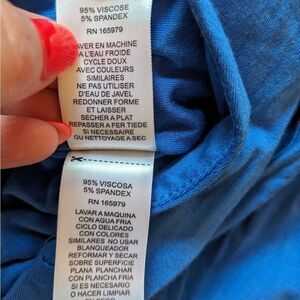 95% VISCOSE
5% SPANDEX
RN 165979
AVER EN MACHINE
A L'EAU FROIDE
CYCLE DOUX
AVEC COULEURS
SIMILAIRES
NE PAS UTILISER
D'EAU DE JAVEL
REDONNER FORME
ET LAISSER
SECHER A PLAT
REPASSER A FER TIEDE
SI NECESSAIRE
OU NETTOYAGE A SEC
95% VISCOSA
5% SPANDEX
RN 165979
LAVAR A MAQUINA
CON AGUA FRIA
CICLO DELICADO
CON COLORES
SIMILARES NO USAR
BLANQUEADOR
REFORMAR Y SECAR
SOBRE SUPERFICIE
PLANA PLANCHAR
CON PLANCHA FRIA
SI ES NECESARIO
O HACER LIMPIAR